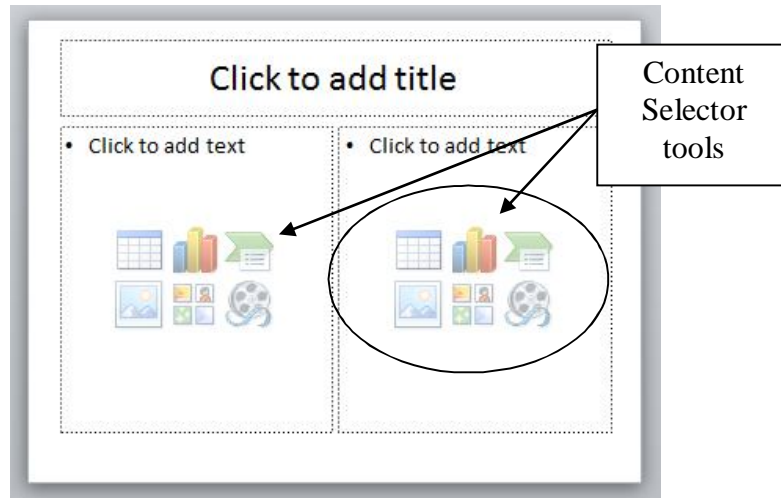 Click to add title
• Click to add text
• Click to add text
Content
Selector
tools